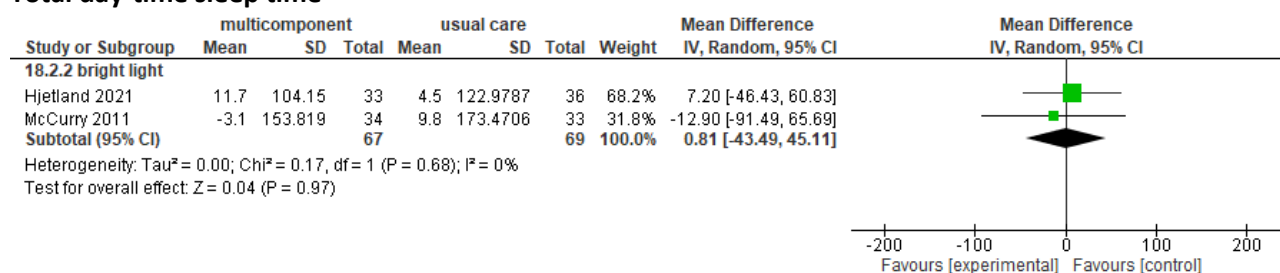 Total day-time sleep time
multicomponent usual care Mean Difference Mean Difference
Study or Subgroup Mean SD Total Mean SD Total Weight IV, Random, 95% CI IV, Random, 95% CI
18.2.2 bright light
Hjetland 2021 11.7 104.15 33 4.5 122.9787 36 68.2% 7.20 [-46.43, 60.83]
McCurry 2011 -3.1 153.819 34 9.8 173.4706 33 31.8% -12.90 [-91.49, 65.69]
Subtotal (95% CI) 67 69 100.0% 0.81 [-43.49, 45.11]
Heterogeneity: Tau² = 0.00; Chi² = 0.17, df = 1 (P = 0.68); I² = 0%
Test for overall effect: Z = 0.04 (P = 0.97)
-200 -100 0 100 200
Favours [experimental] Favours [control]